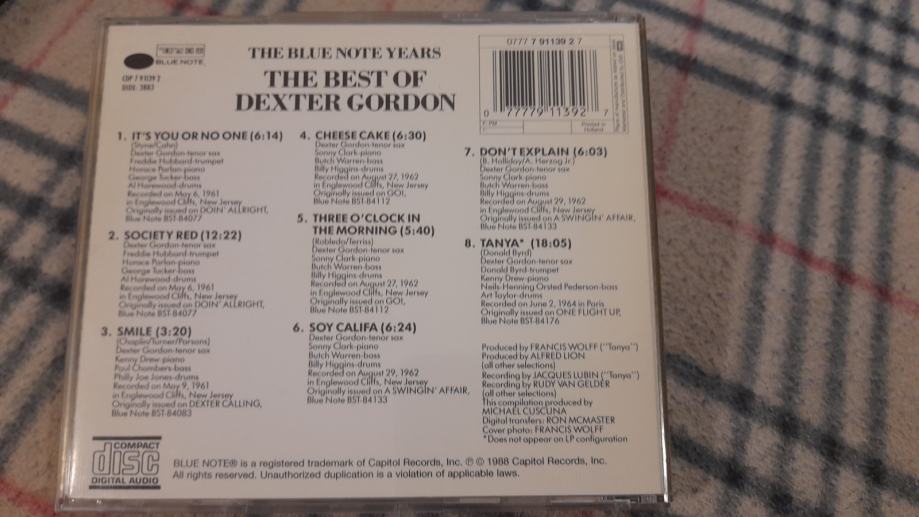 BLUE NOTE
CDP 7 91139 2
DIDX: 3883
THE BLUE NOTE YEARS
THE BEST OF
DEXTER GORDON
0777 7 91139 2 7
0 77779 11392 7
Printed in
Holland
1. IT'S YOU OR NO ONE (6:14)
(Styne/Cahn)
Dexter Gordon-tenor sax
Freddie Hubbard-trumpet
Horace Parlan-piano
George Tucker-bass
Al Harewood-drums
Recorded on May 6, 1961
in Englewood Cliffs, New Jersey
Originally issued on DOIN' ALLRIGHT,
Blue Note BST-84077
2. SOCIETY RED (12:22)
Dexter Gordon-tenor sax
Freddie Hubbard-trumpet
Horace Parlan-piano
George Tucker-bass
Al Harewood-drums
Recorded on May 6, 1961
in Englewood Cliffs, New Jersey
Originally issued on DOIN' ALLRIGHT,
Blue Note BST-84077
3. SMILE (3:20)
(Chaplin/Turner/Parsons)
Dexter Gordon-tenor sax
Kenny Drew-piano
Paul Chambers-bass
Philly Joe Jones-drums
Recorded on May 9, 1961
in Englewood Cliffs, New Jersey
Originally issued on DEXTER CALLING,
Blue Note BST-84083
4. CHEESE CAKE (6:30)
Dexter Gordon-tenor sax
Sonny Clark-piano
Butch Warren-bass
Billy Higgins-drums
Recorded on August 27, 1962
in Englewood Cliffs, New Jersey
Originally issued on GO!,
Blue Note BST-84112
5. THREE O'CLOCK IN
THE MORNING (5:40)
(Robledo/Terriss)
Dexter Gordon-tenor sax
Sonny Clark-piano
Butch Warren-bass
Billy Higgins-drums
Recorded on August 27, 1962
in Englewood Cliffs, New Jersey
Originally issued on GO!,
Blue Note BST-84112
6. SOY CALIFA (6:24)
Dexter Gordon-tenor sax
Sonny Clark-piano
Butch Warren-bass
Billy Higgins-drums
Recorded on August 29, 1962
in Englewood Cliffs, New Jersey
Originally issued on A SWINGIN' AFFAIR,
Blue Note BST-84133
7. DON'T EXPLAIN (6:03)
(B. Holliday/A. Herzog Jr.)
Dexter Gordon-tenor sax
Sonny Clark-piano
Butch Warren-bass
Billy Higgins-drums
Recorded on August 29, 1962
in Englewood Cliffs, New Jersey
Originally issued on A SWINGIN' AFFAIR,
Blue Note BST-84133
8. TANYA* (18:05)
(Donald Byrd)
Dexter Gordon-tenor sax
Donald Byrd-trumpet
Kenny Drew-piano
Neils-Henning Orsted Pederson-bass
Art Taylor-drums
Recorded on June 2, 1964 in Paris
Originally issued on ONE FLIGHT UP,
Blue Note BST-84176
Produced by FRANCIS WOLFF ("Tanya")
Produced by ALFRED LION
(all other selections)
Recording by JACQUES LUBIN ("Tanya")
Recording by RUDY VAN GELDER
(all other selections)
This compilation produced by
MICHAEL CUSCUNA
Digital transfers: RON MCMASTER
Cover photo: FRANCIS WOLFF
*Does not appear on LP configuration
COMPACT
disc
DIGITAL AUDIO
BLUE NOTE® is a registered trademark of Capitol Records, Inc. ℗ © 1988 Capitol Records, Inc.
All rights reserved. Unauthorized duplication is a violation of applicable laws.